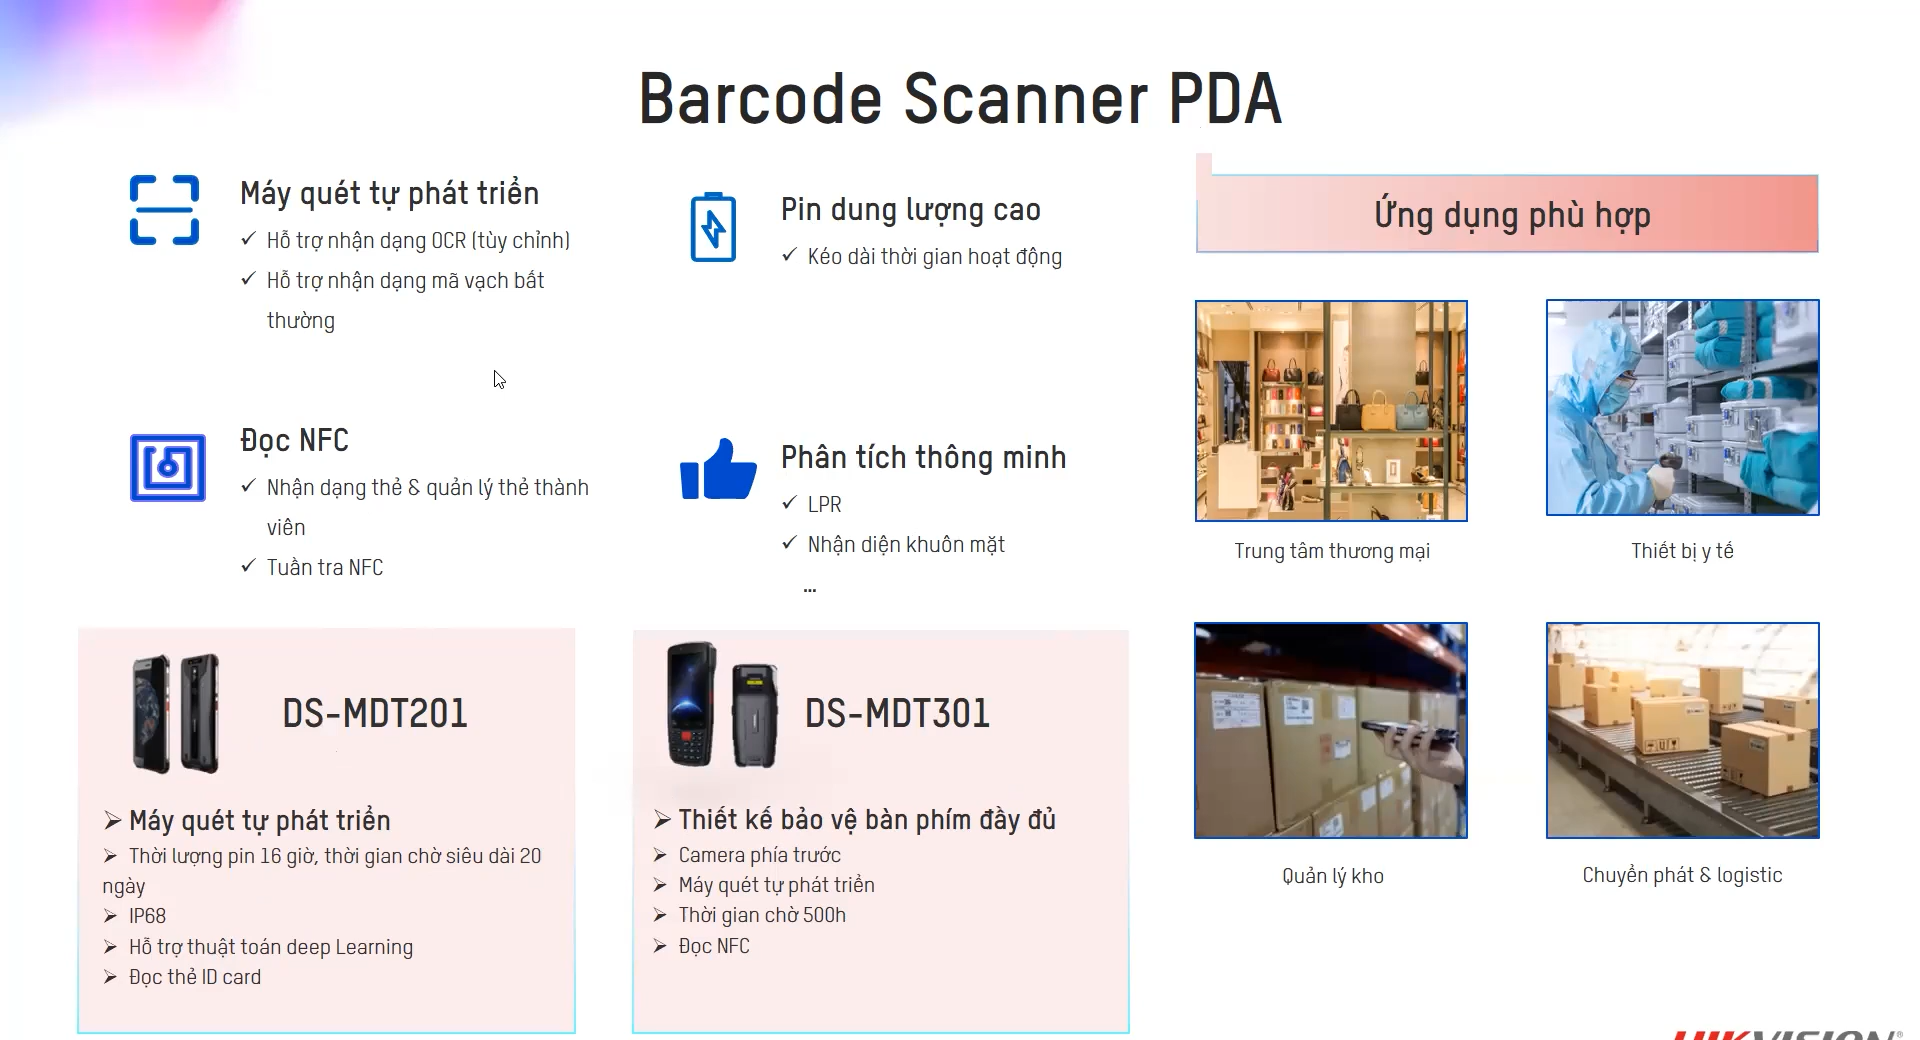 Barcode Scanner PDA
Máy quét tự phát triển
✓ Hỗ trợ nhận dạng OCR (tùy chỉnh)
✓ Hỗ trợ nhận dạng mã vạch bất
thường
Pin dung lượng cao
✓ Kéo dài thời gian hoạt động
Đọc NFC
✓ Nhận dạng thẻ & quản lý thẻ thành
viên
✓ Tuần tra NFC
Phân tích thông minh
✓ LPR
✓ Nhận diện khuôn mặt
...
DS-MDT201
➢ Máy quét tự phát triển
➢ Thời lượng pin 16 giờ, thời gian chờ siêu dài 20
ngày
➢ IP68
➢ Hỗ trợ thuật toán deep Learning
➢ Đọc thẻ ID card
DS-MDT301
➢ Thiết kế bảo vệ bàn phím đầy đủ
➢ Camera phía trước
➢ Máy quét tự phát triển
➢ Thời gian chờ 500h
➢ Đọc NFC
Ứng dụng phù hợp
Trung tâm thương mại
Thiết bị y tế
Quản lý kho
Chuyển phát & logistic
HIKVISION®